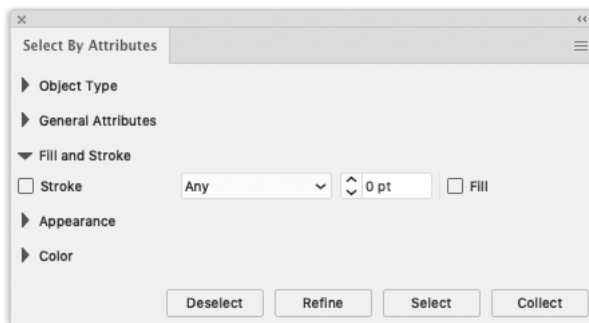 Select By Attributes
Object Type
General Attributes
Fill and Stroke
Stroke Any 0 pt Fill
Appearance
Color
Deselect Refine Select Collect